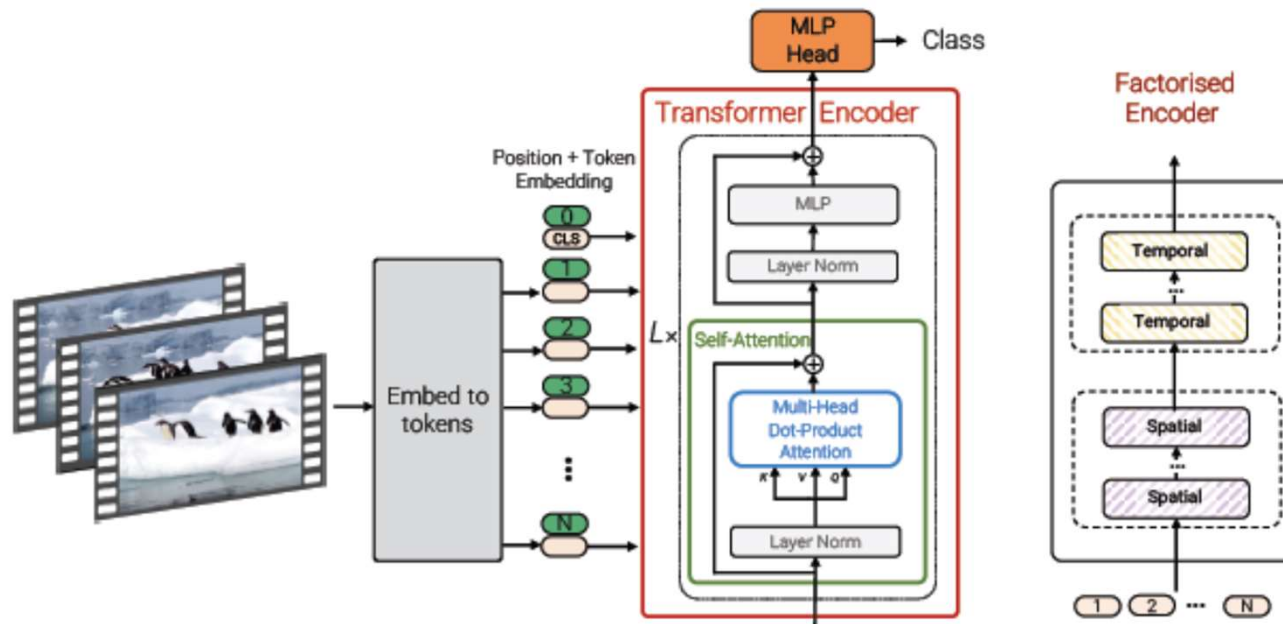 MLP
Head
Class
Factorised
Encoder
Transformer Encoder
Position + Token
Embedding
0
CLS
1
2
3
N
Embed to
tokens
L×
MLP
Layer Norm
Self-Attention
Multi-Head
Dot-Product
Attention
K V Q
Layer Norm
Temporal
...
Temporal
Spatial
...
Spatial
1 2 ... N